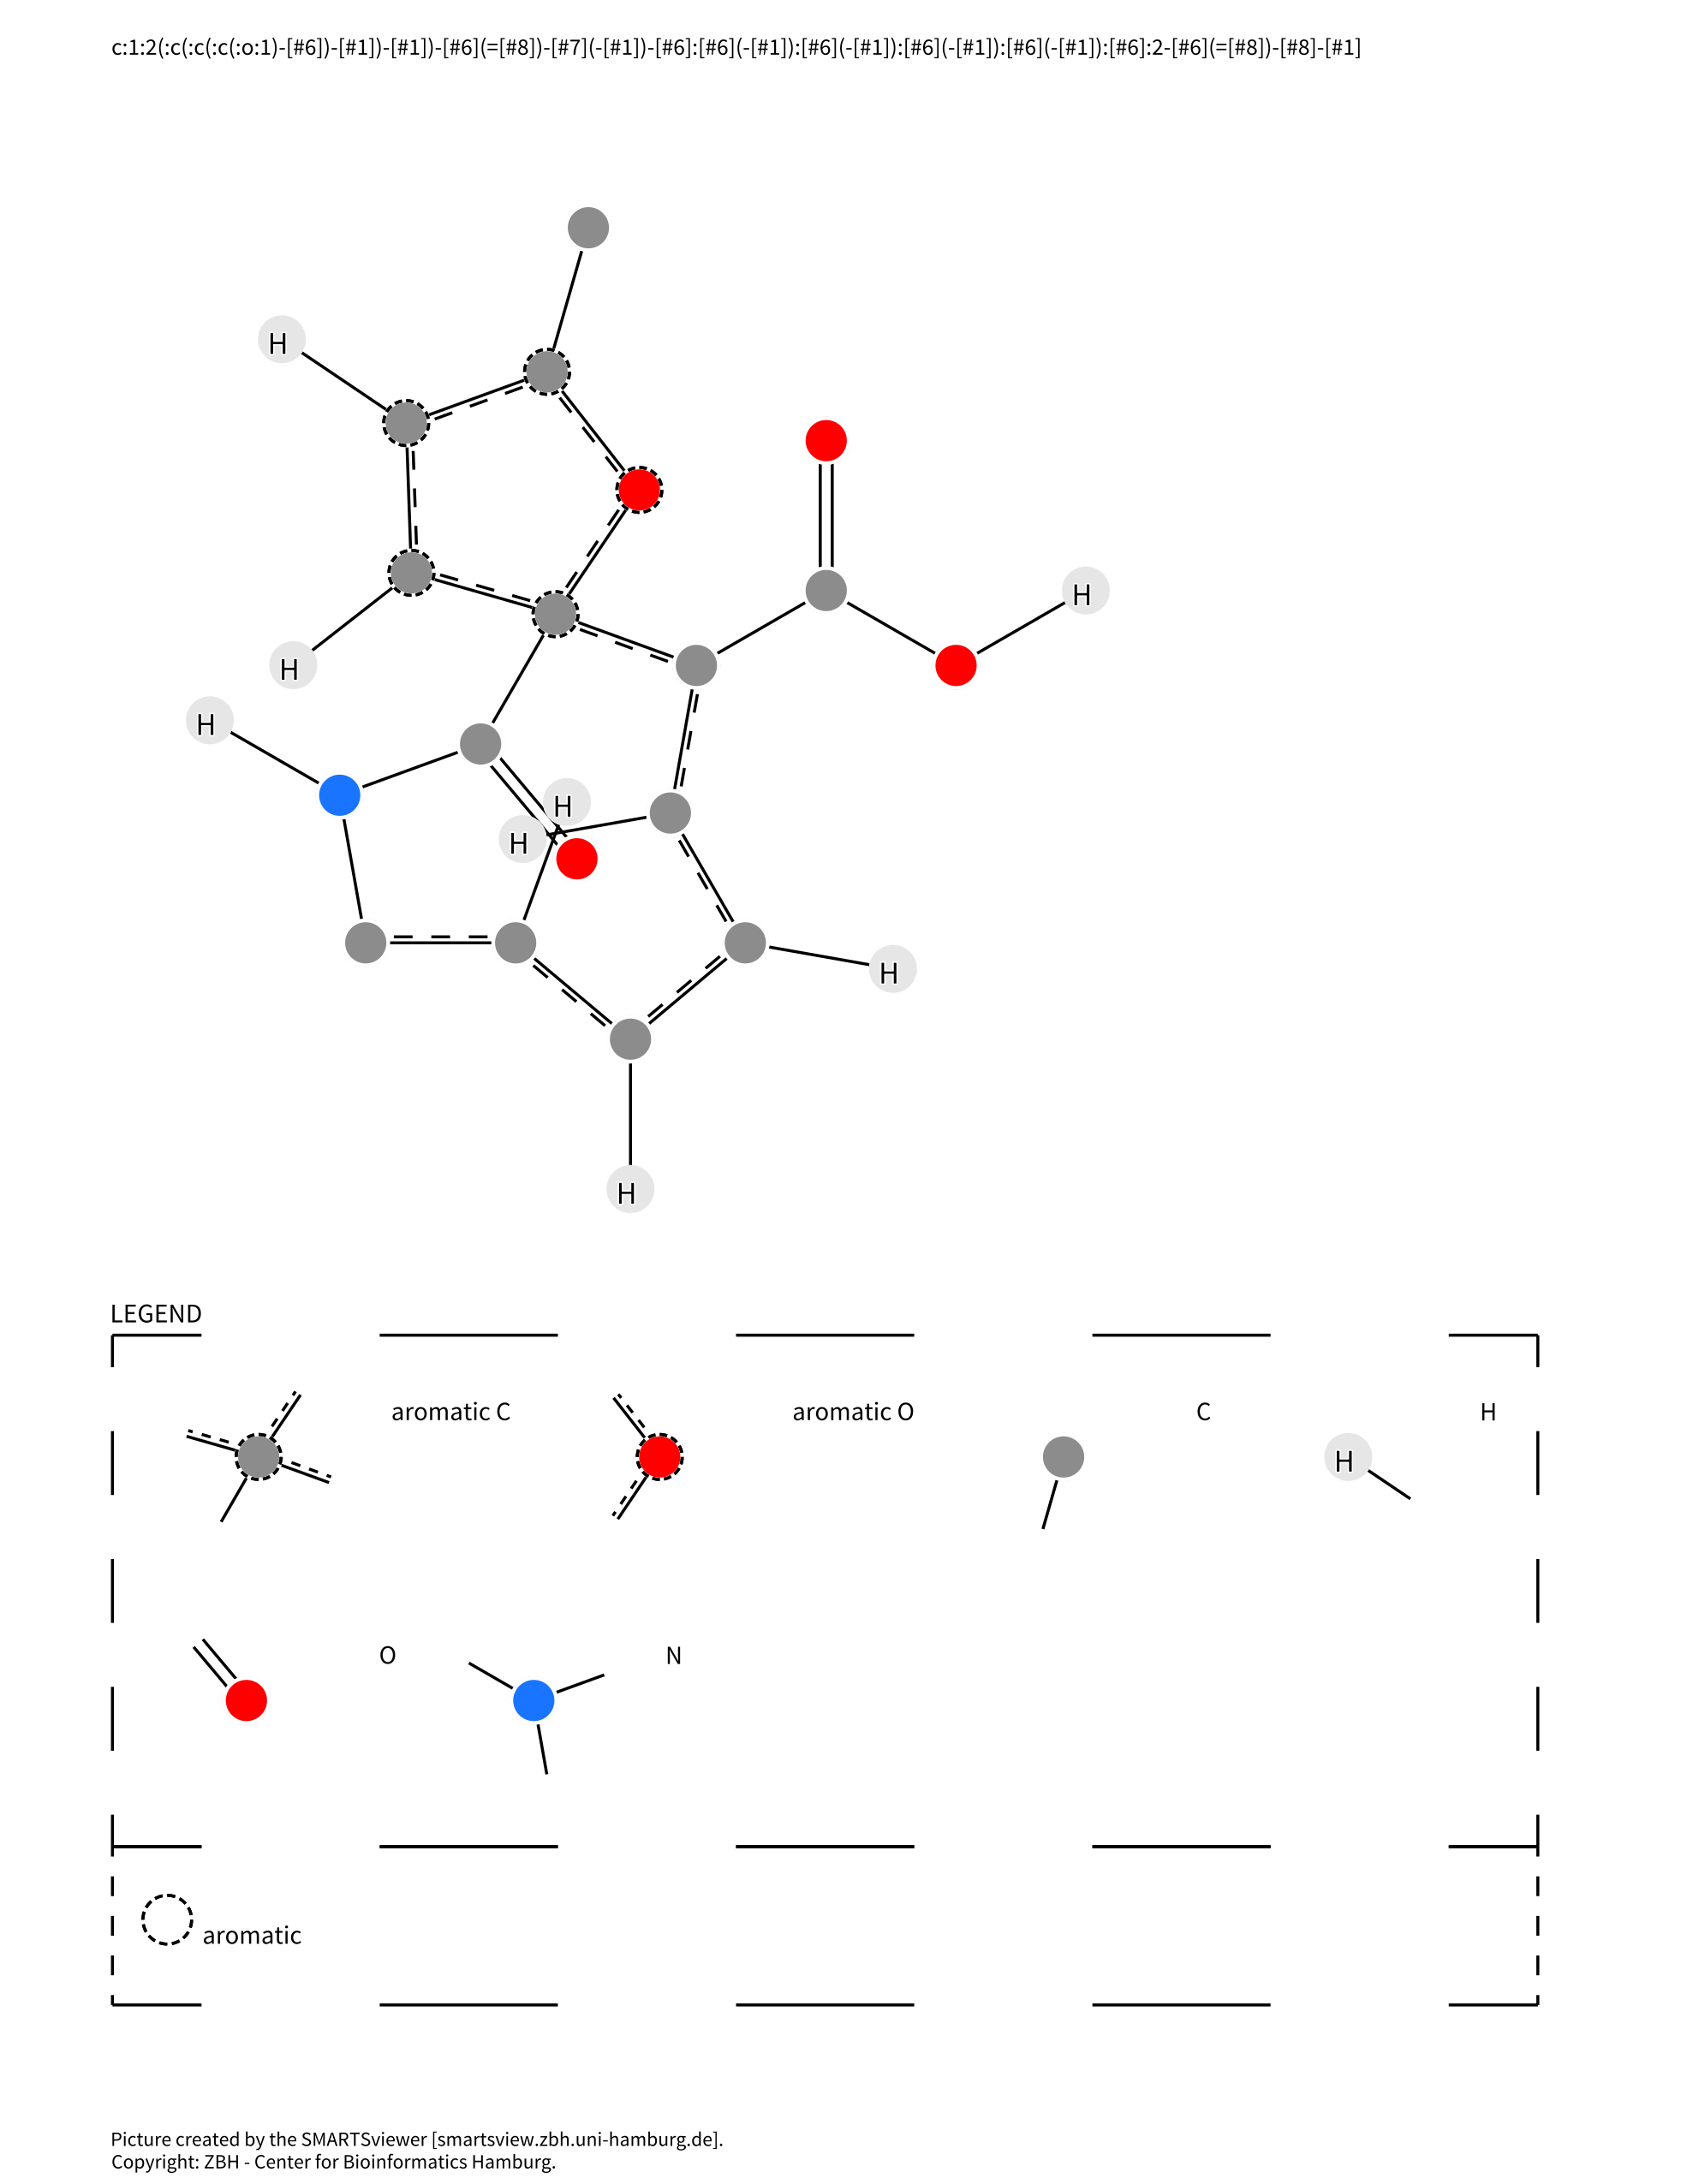 c:1:2(:c(:c(:c(:o:1)-[#6])-[#1])-[#1])-[#6](=[#8])-[#7](-[#1])-[#6]:[#6](-[#1]):[#6](-[#1]):[#6](-[#1]):[#6](-[#1]):[#6]:2-[#6](=[#8])-[#8]-[#1]
H
H
H
H
H
H
H
H
LEGEND
aromatic C
aromatic O
C
H
H
O
N
aromatic
Picture created by the SMARTSviewer [smartsview.zbh.uni-hamburg.de].
Copyright: ZBH - Center for Bioinformatics Hamburg.